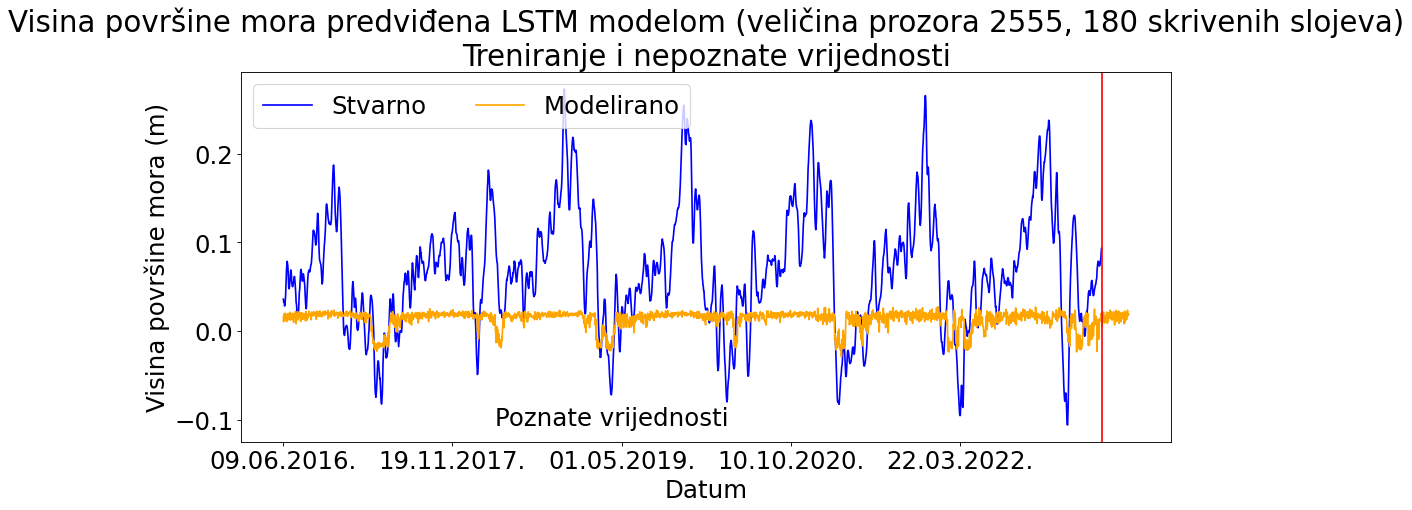 Visina površine mora predviđena LSTM modelom (veličina prozora 2555, 180 skrivenih slojeva)
Treniranje i nepoznate vrijednosti
Stvarno Modelirano
Visina površine mora (m)
0.2
0.1
0.0
−0.1
Poznate vrijednosti
09.06.2016. 19.11.2017. 01.05.2019. 10.10.2020. 22.03.2022.
Datum